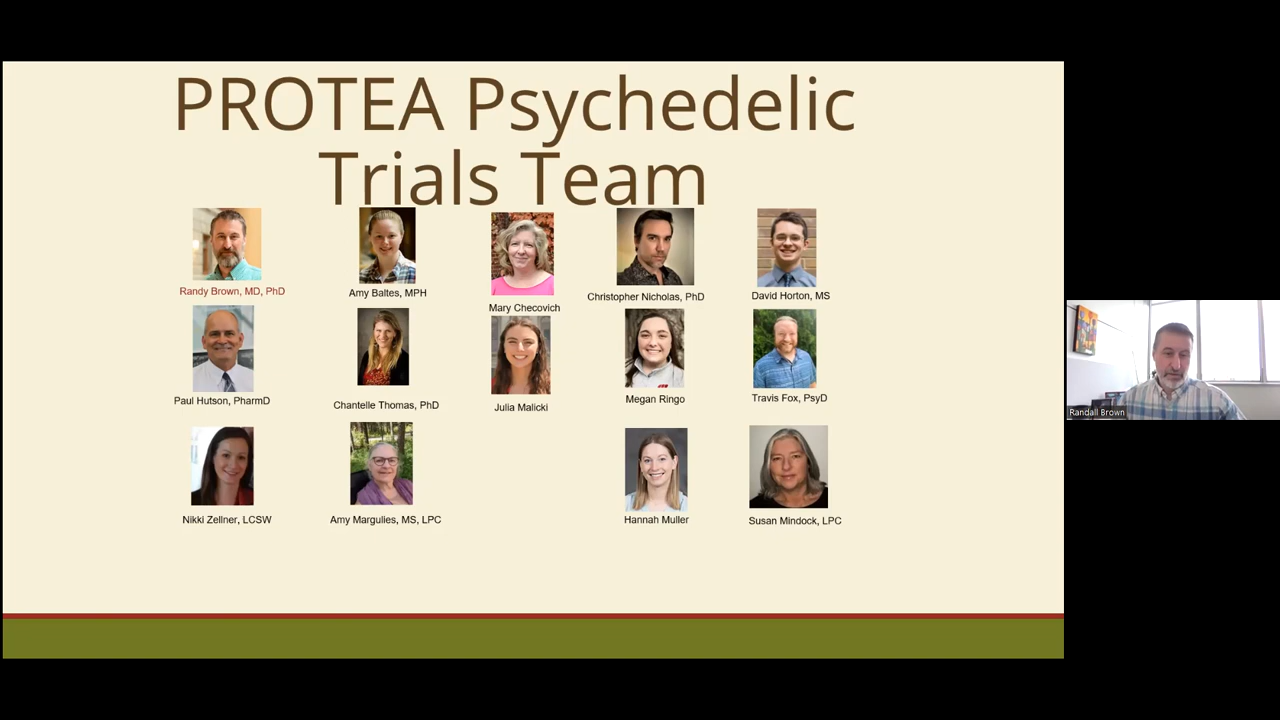 PROTEA Psychedelic
Trials Team
Randy Brown, MD, PhD
Amy Baltes, MPH
Mary Checovich
Christopher Nicholas, PhD
David Horton, MS
Paul Hutson, PharmD
Chantelle Thomas, PhD
Julia Malicki
Megan Ringo
Travis Fox, PsyD
Nikki Zellner, LCSW
Amy Margulies, MS, LPC
Hannah Muller
Susan Mindock, LPC
Randall Brown